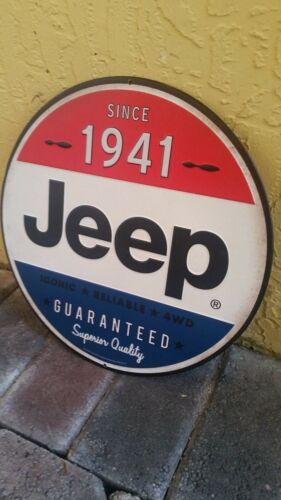 SINCE
1941
Jeep®
ICONIC ★ RELIABLE ★ 4WD
GUARANTEED
Superior Quality